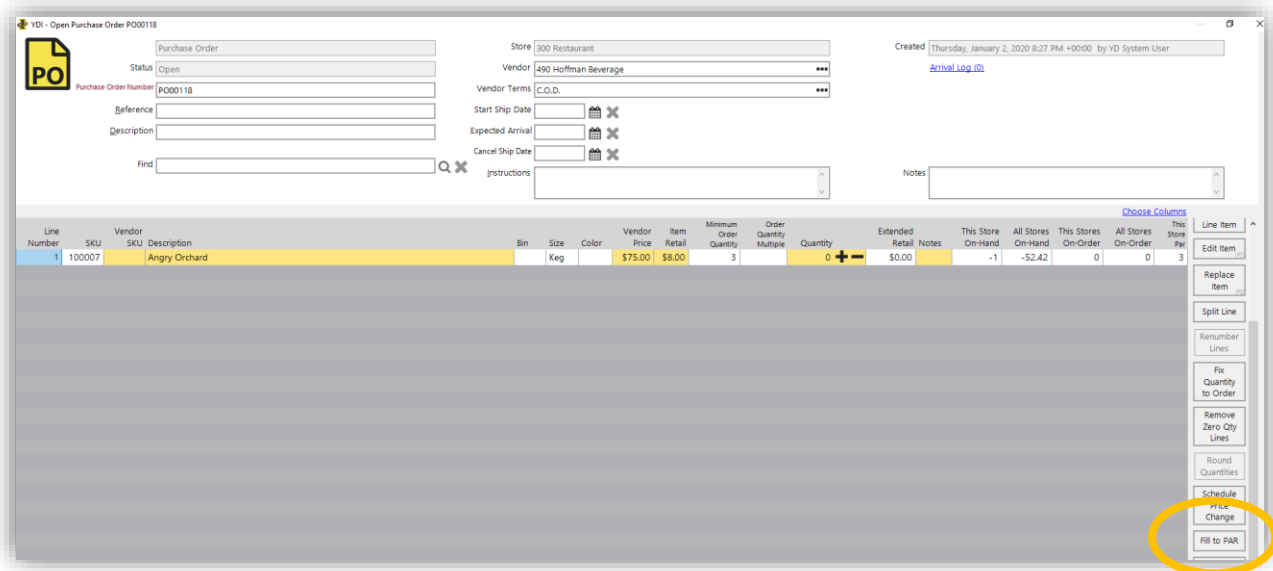 YDI - Open Purchase Order PO00118
PO
Purchase Order
Status Open
Purchase Order Number PO00118
Reference
Description
Find
Store 300 Restaurant
Vendor 490 Hoffman Beverage
Vendor Terms C.O.D.
Start Ship Date
Expected Arrival
Cancel Ship Date
Instructions
Created Thursday, January 2, 2020 8:27 PM +00:00 by YD System User
Arrival Log (0)
Notes
Choose Columns
Line Number SKU Vendor SKU Description Bin Size Color Vendor Price Item Retail Minimum Order Quantity Order Quantity Multiple Quantity Extended Retail Notes This Store On-Hand All Stores On-Hand This Stores On-Order All Stores On-Order This Store Par
1 100007 Angry Orchard Keg $75.00 $8.00 3 0 $0.00 -1 -52.42 0 0 3
Line Item
Edit Item
Replace
Item
Split Line
Renumber
Lines
Fix
Quantity
to Order
Remove
Zero Qty
Lines
Round
Quantities
Schedule
Price
Change
Fill to PAR